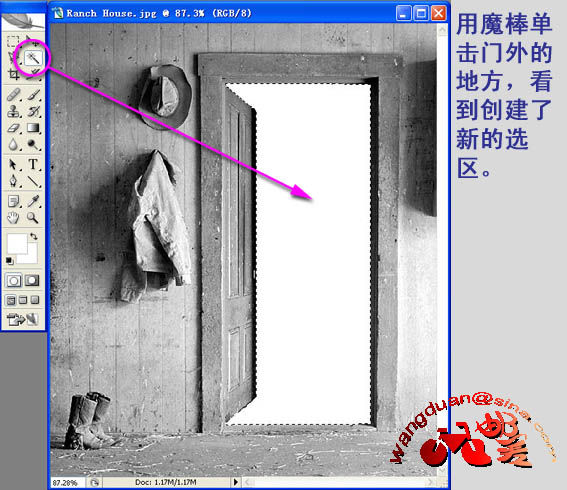 Ranch House.jpg @ 87.3% (RGB/8)
用魔棒单
击门外的
地方，看
到创建了
新的选
区。
T
87.28%
Doc: 1.17M/1.17M
wangduan@sina.com